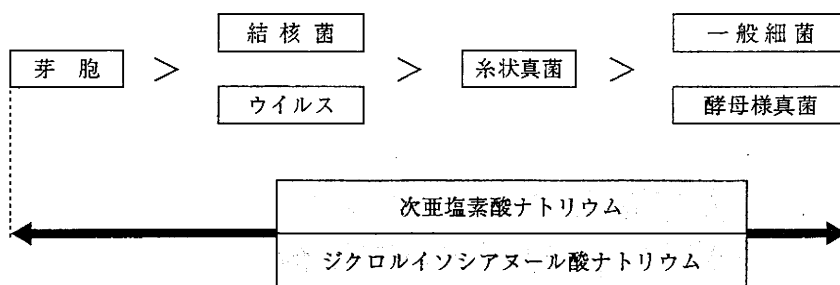 結核菌
一般細菌
芽胞 > > 糸状真菌 >
ウイルス
酵母様真菌
次亜塩素酸ナトリウム
ジクロルイソシアヌール酸ナトリウム